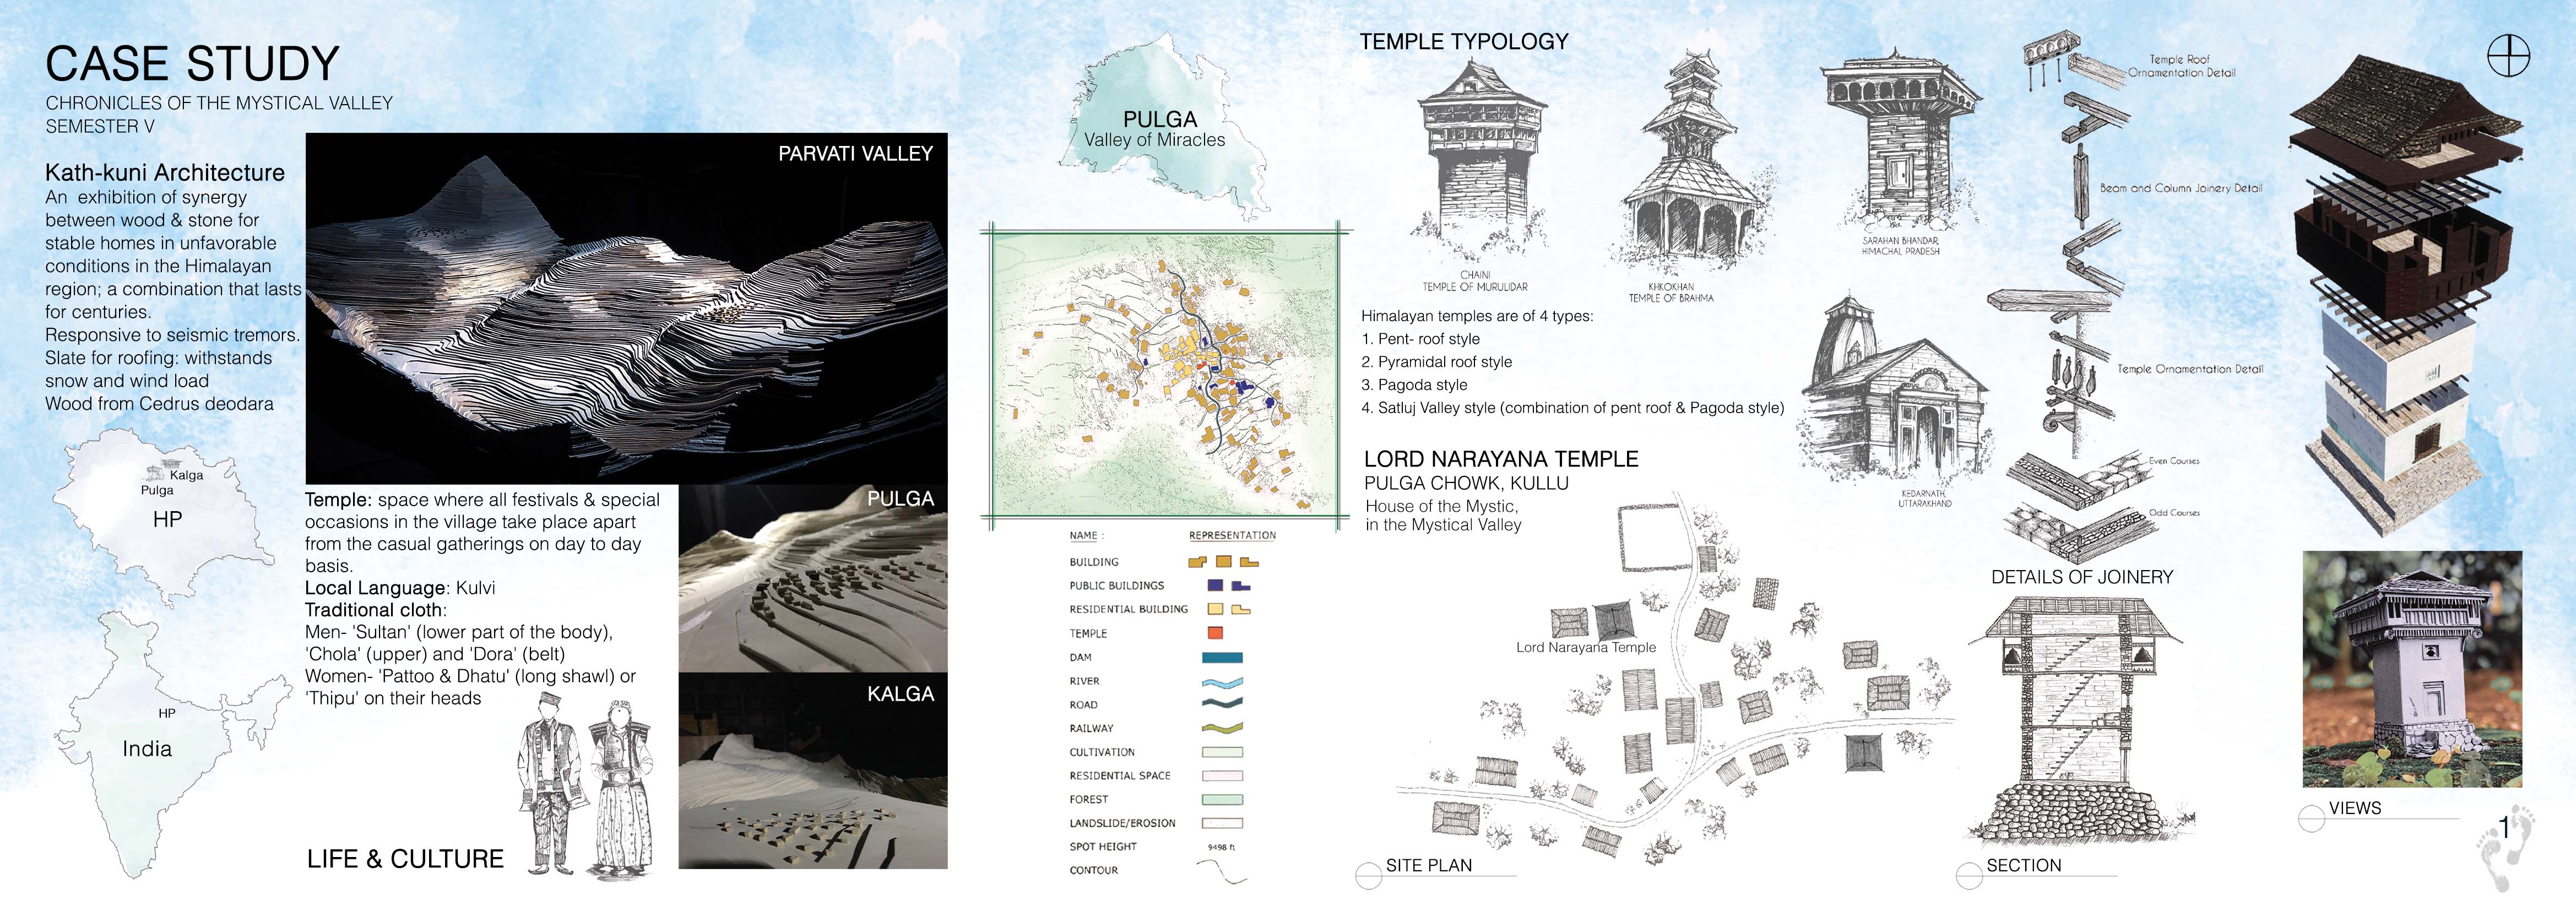 CASE STUDY
CHRONICLES OF THE MYSTICAL VALLEY
SEMESTER V
Kath-kuni Architecture
An exhibition of synergy
between wood & stone for
stable homes in unfavorable
conditions in the Himalayan
region; a combination that lasts
for centuries.
Responsive to seismic tremors.
Slate for roofing: withstands
snow and wind load
Wood from Cedrus deodara
Kalga
Pulga
HP
HP
India
PARVATI VALLEY
Temple: space where all festivals & special
occasions in the village take place apart
from the casual gatherings on day to day
basis.
Local Language: Kulvi
Traditional cloth:
Men- 'Sultan' (lower part of the body),
'Chola' (upper) and 'Dora' (belt)
Women- 'Pattoo & Dhatu' (long shawl) or
'Thipu' on their heads
LIFE & CULTURE
PULGA
KALGA
PULGA
Valley of Miracles
NAME : REPRESENTATION
BUILDING
PUBLIC BUILDINGS
RESIDENTIAL BUILDING
TEMPLE
DAM
RIVER
ROAD
RAILWAY
CULTIVATION
RESIDENTIAL SPACE
FOREST
LANDSLIDE/EROSION
SPOT HEIGHT 9498 ft
CONTOUR
TEMPLE TYPOLOGY
CHAINI
TEMPLE OF MURULIDAR
KHKOKHAN
TEMPLE OF BRAHMA
SARAHAN BHANDAR,
HIMACHAL PRADESH
Himalayan temples are of 4 types:
1. Pent- roof style
2. Pyramidal roof style
3. Pagoda style
4. Satluj Valley style (combination of pent roof & Pagoda style)
KEDARNATH,
UTTARAKHAND
LORD NARAYANA TEMPLE
PULGA CHOWK, KULLU
House of the Mystic,
in the Mystical Valley
Lord Narayana Temple
SITE PLAN
Temple Roof
Ornamentation Detail
Beam and Column Joinery Detail
Temple Ornamentation Detail
Even Courses
Odd Courses
DETAILS OF JOINERY
SECTION
VIEWS
1